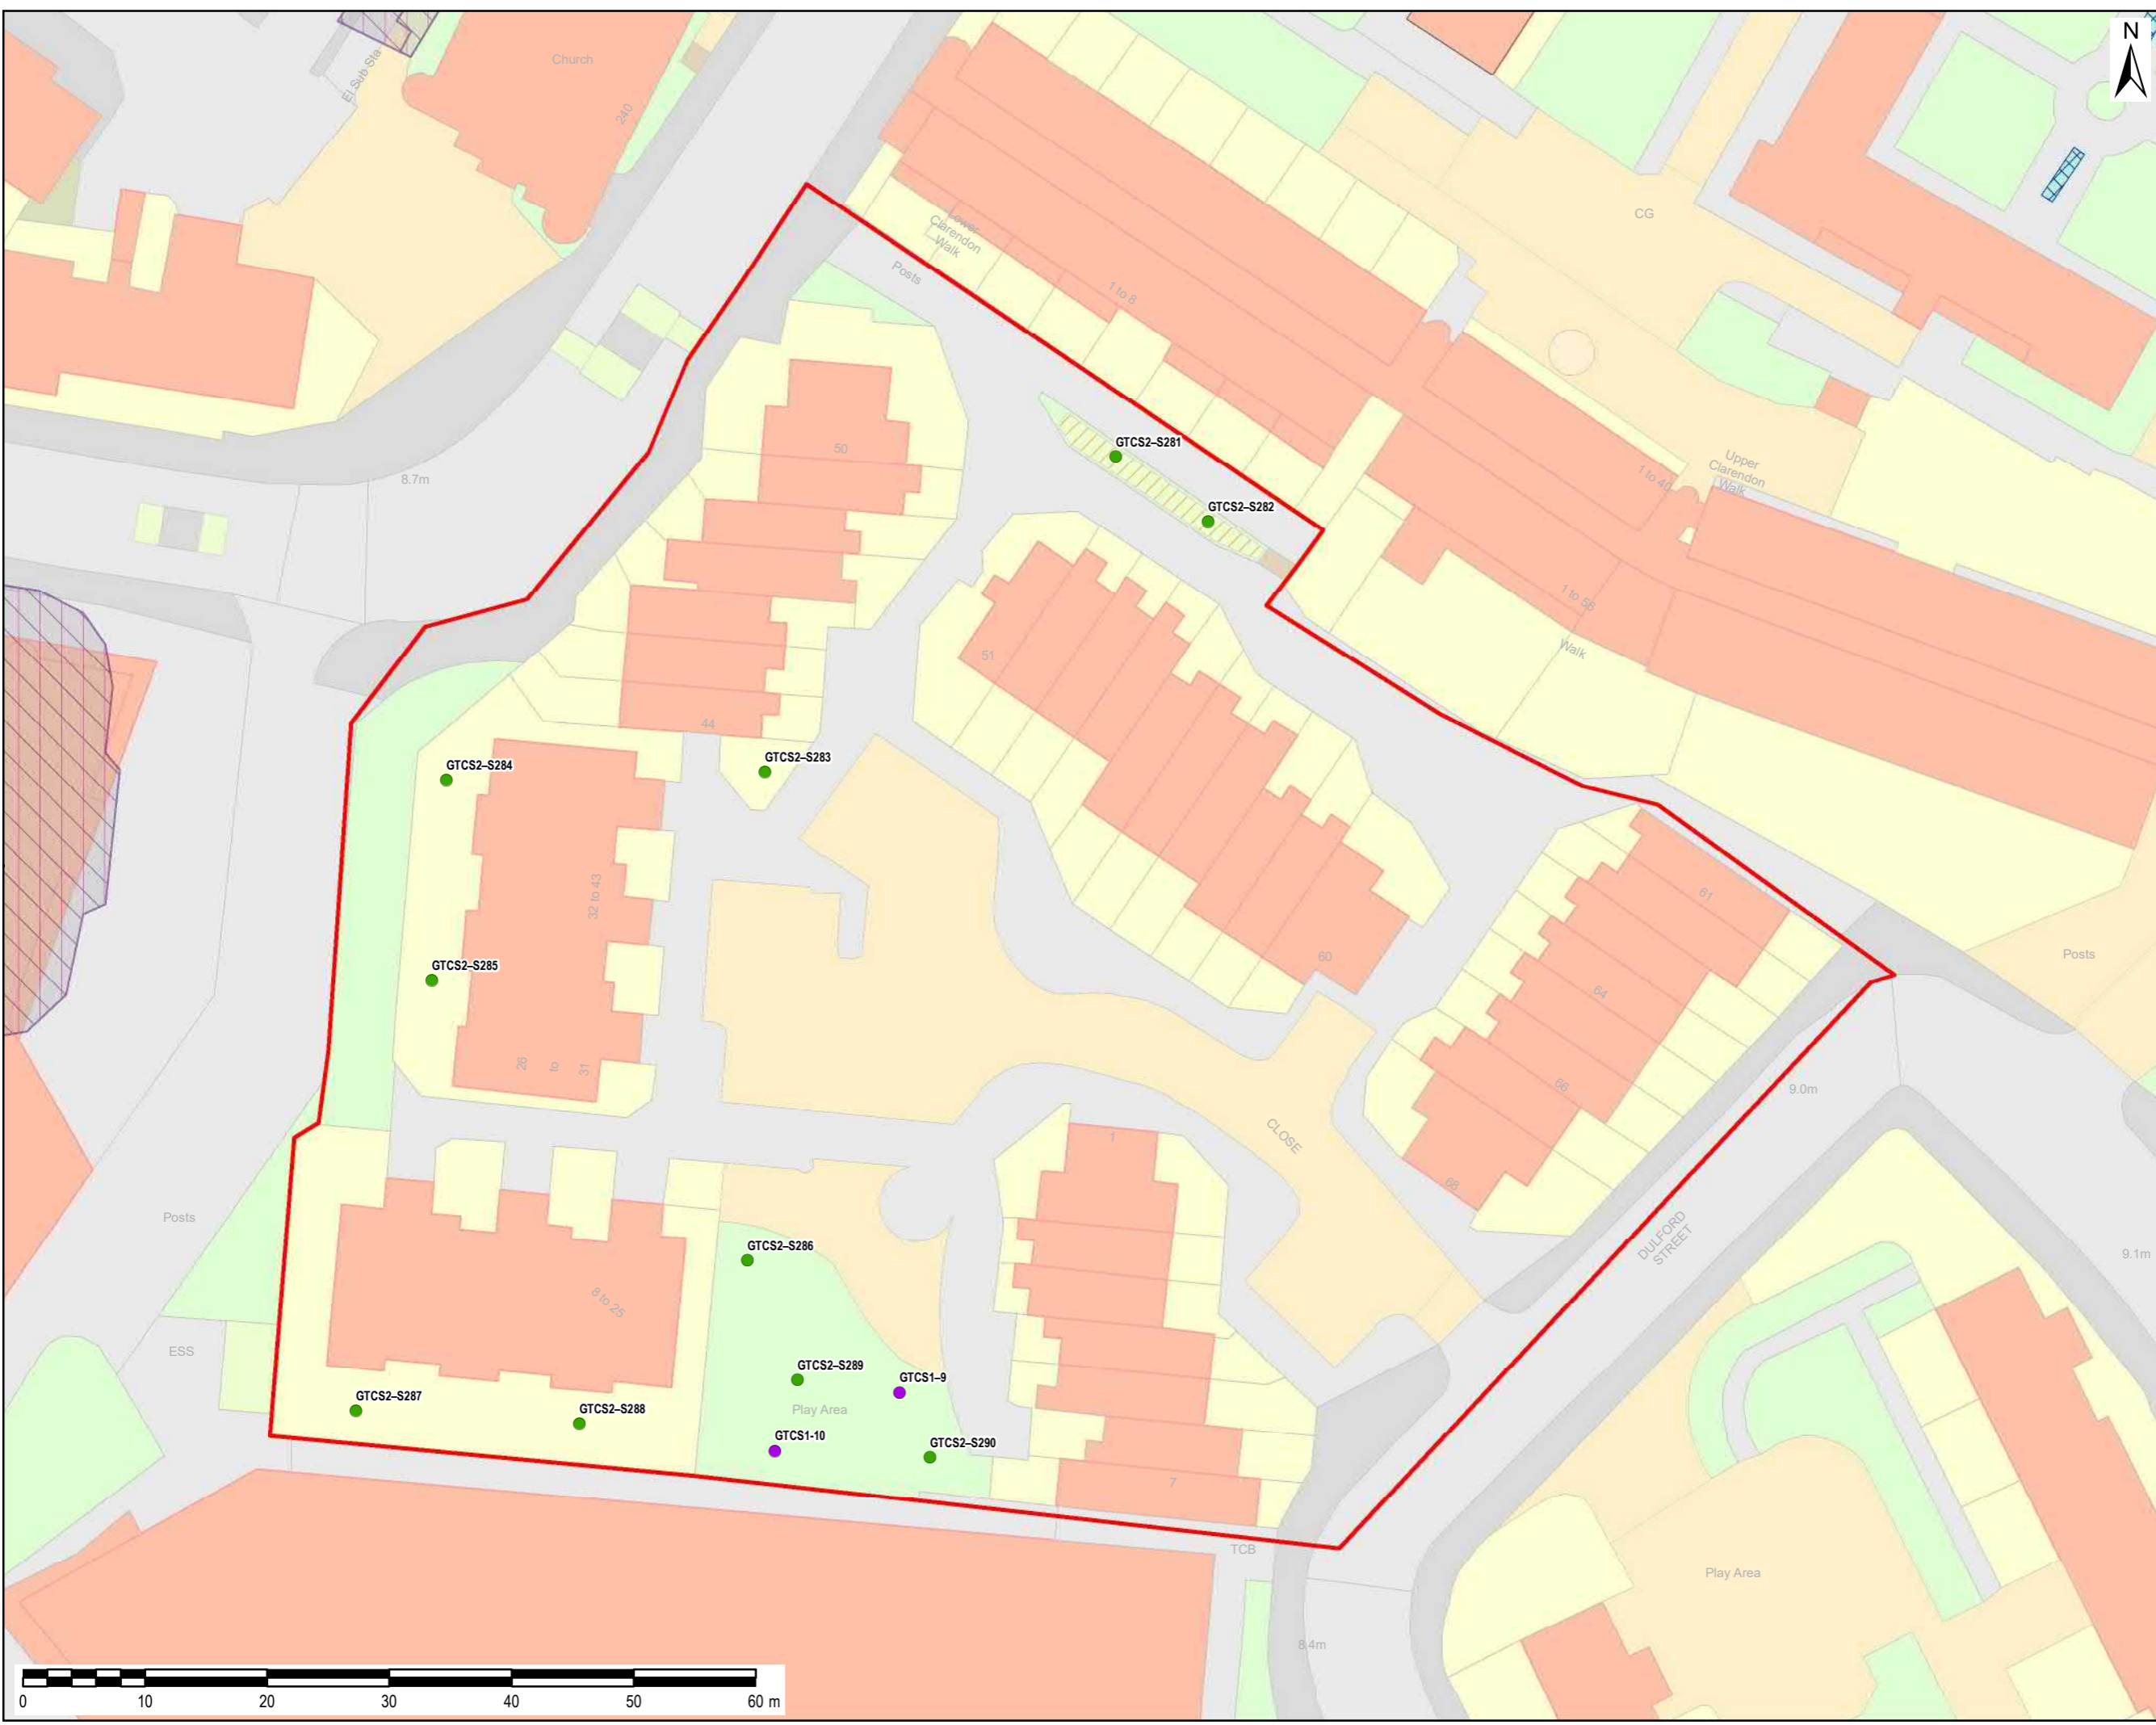 N
Church
El Sub Sta
240
CG
Lower
Clarendon
Walk
Posts
1 to 8
50
8.7m
GTCS2–S281
Upper
Clarendon
Walk
1 to 40
GTCS2–S282
1 to 56
Walk
51
44
GTCS2–S283
GTCS2–S284
32 to 43
61
GTCS2–S285
60
Posts
64
26
to
31
66
9.0m
1
CLOSE
68
Posts
DULFORD
STREET
GTCS2–S286
9.1m
8 to 25
ESS
GTCS2–S289
GTCS1–9
GTCS2–S287
GTCS2–S288
Play Area
GTCS1-10
GTCS2–S290
7
TCB
Play Area
8.4m
0 10 20 30 40 50 60 m